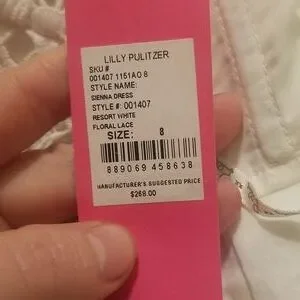 LILLY PULITZER
SKU #
001407 1151AO 8
STYLE NAME:
SIENNA DRESS
STYLE #: 001407
RESORT WHITE
FLORAL LACE
SIZE: 8
889069 458638
MANUFACTURER'S SUGGESTED PRICE
$268.00